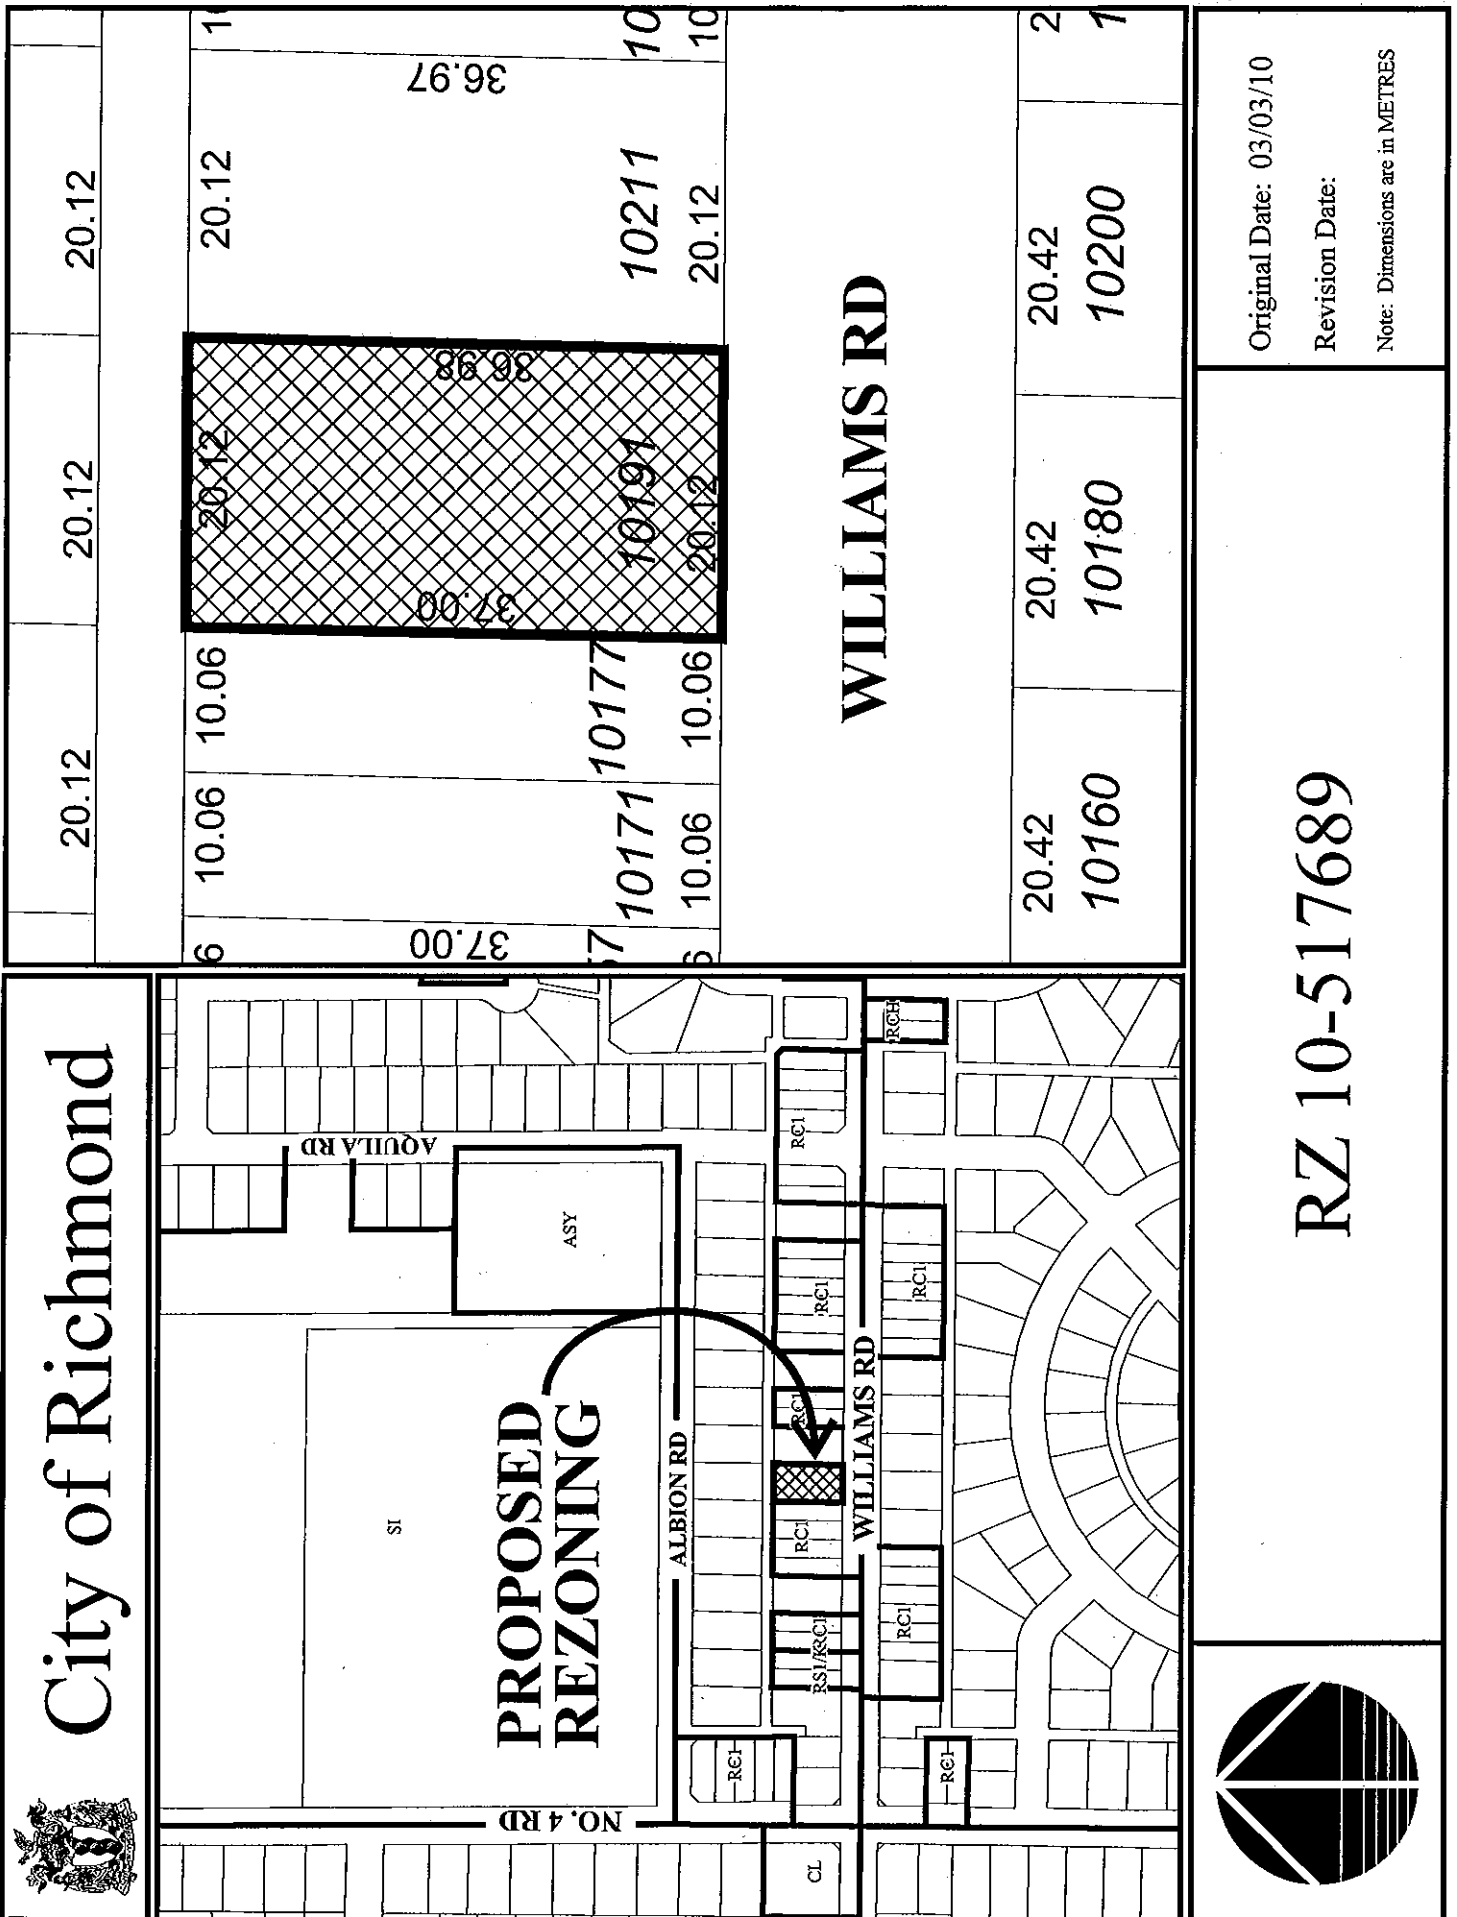 City of Richmond
AQUILA RD
ASY
SI
PROPOSED
REZONING
ALBION RD
WILLIAMS RD
NO. 4 RD
RC1
RC1
RC1
RC1
RC1
RC1
RC1
RC1
RCH
CL
20.12
20.12
20.12
10.06
10.06
20.12
20.12
37.00
37.00
36.98
36.97
10171
10177
10191
10211
10.06
10.06
20.12
20.12
WILLIAMS RD
20.42
20.42
20.42
10160
10180
10200
RZ 10-517689
Original Date: 03/03/10
Revision Date:
Note: Dimensions are in METRES